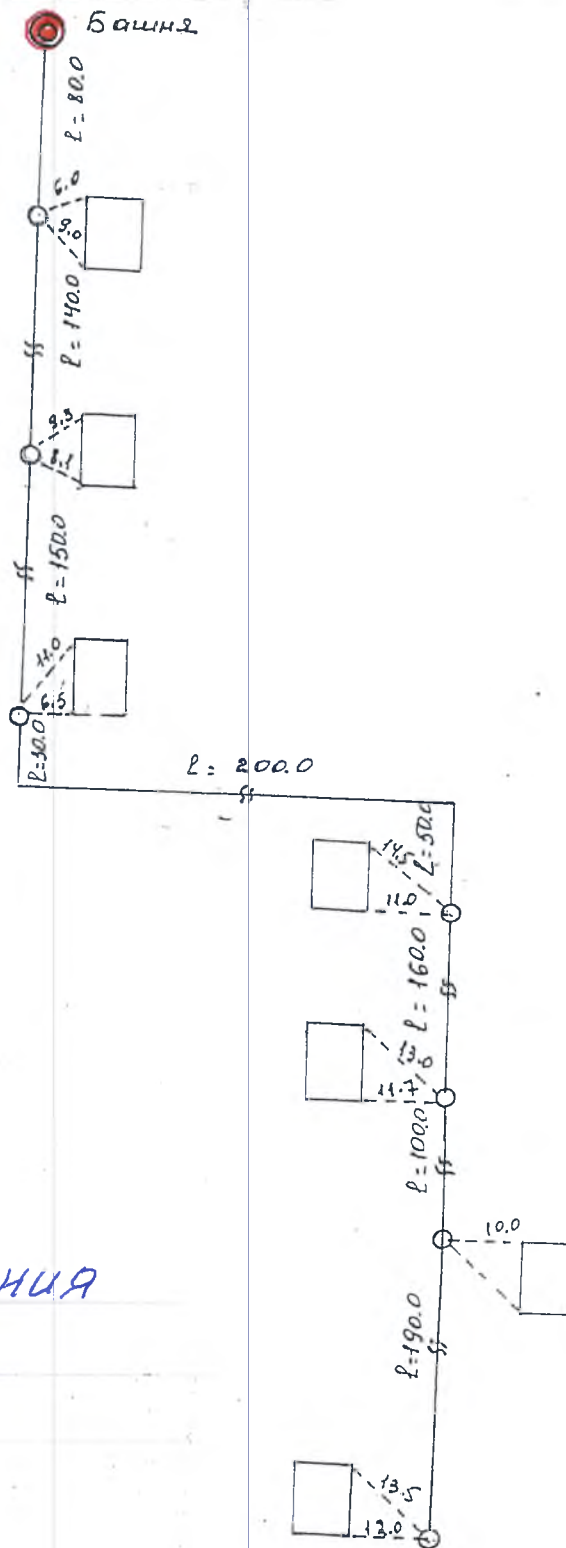 Башня
l = 80.0
6.0
9.0
l = 140.0
9.3
8.1
l = 150.0
11.0
6.5
l = 30.0
l = 200.0
l = 50.0
14.5
11.0
l = 160.0
11.7
l = 100.0
10.0
ния
l = 190.0
13.5
13.0